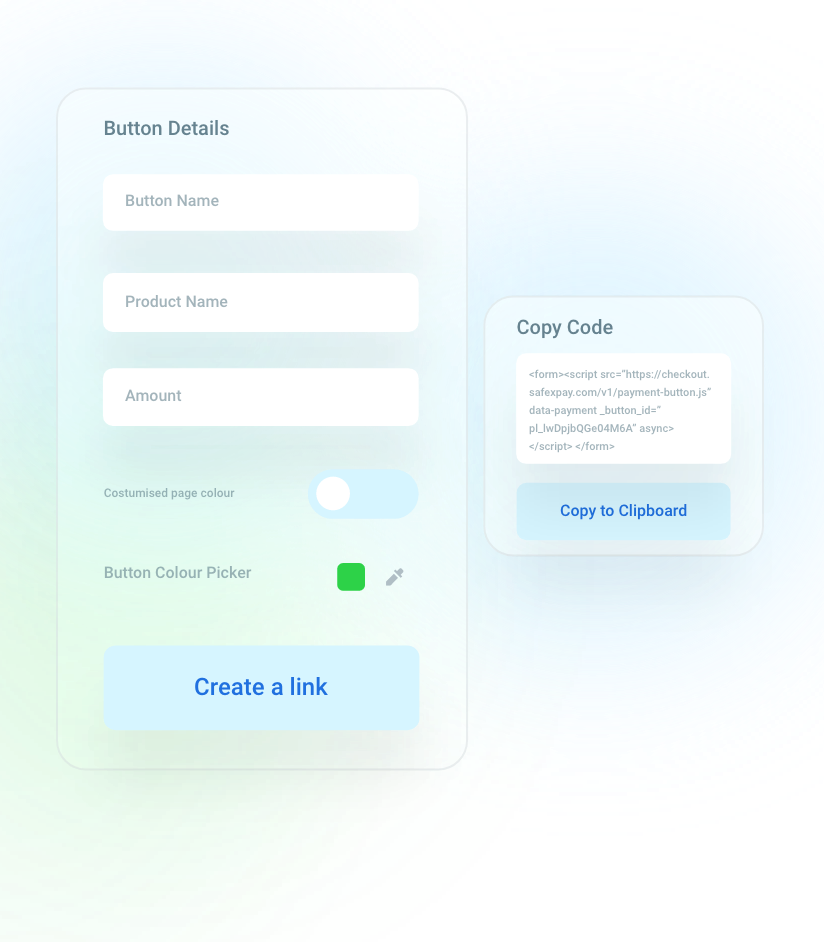 Button Details
Button Name
Product Name
Amount
Costumised page colour
Button Colour Picker
Create a link
Copy Code
<form><script src="https://checkout.
safexpay.com/v1/payment-button.js"
data-payment _button_id="
pl_lwDpjbQGe04M6A" async>
</script> </form>
Copy to Clipboard